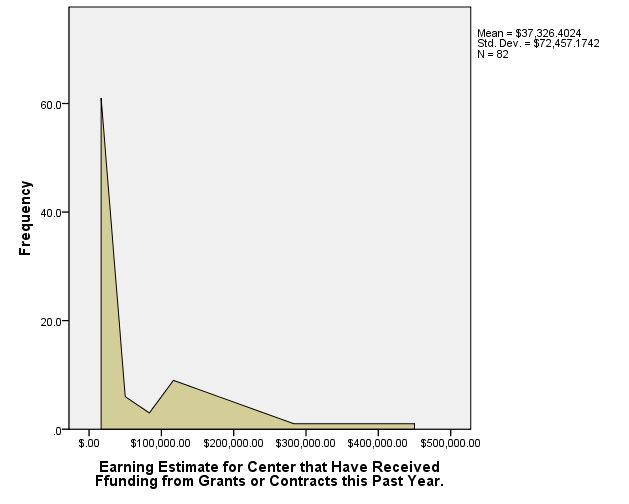 Mean = $37,326.4024
Std. Dev. = $72,457.1742
N = 82
60.0
40.0
20.0
.0
Frequency
$.00 $100,000.00 $200,000.00 $300,000.00 $400,000.00 $500,000.00
Earning Estimate for Center that Have Received
Ffunding from Grants or Contracts this Past Year.